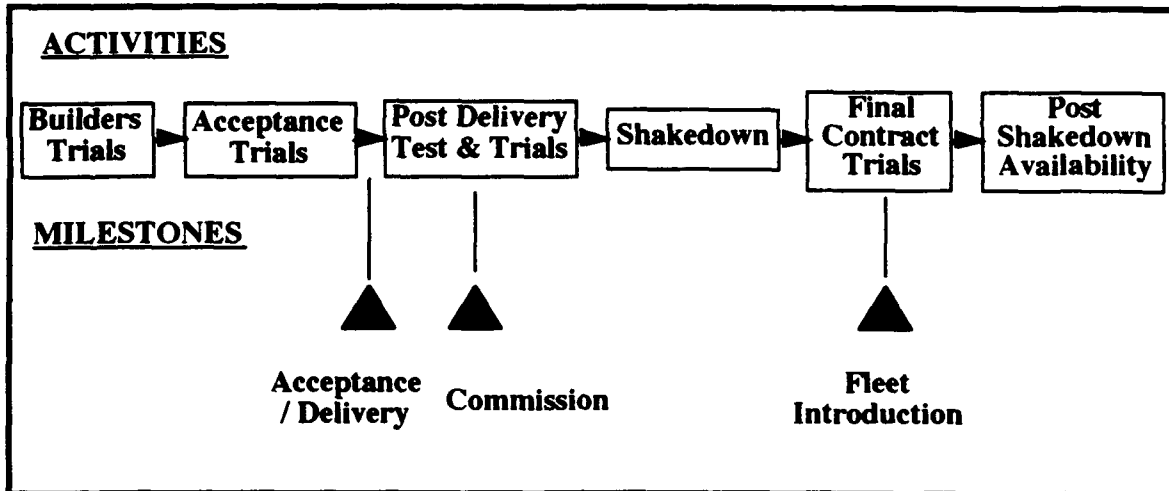 ACTIVITIES
Builders
Trials
Acceptance
Trials
Post Delivery
Test & Trials
Shakedown
Final
Contract
Trials
Post
Shakedown
Availability
MILESTONES
Acceptance
/ Delivery
Commission
Fleet
Introduction